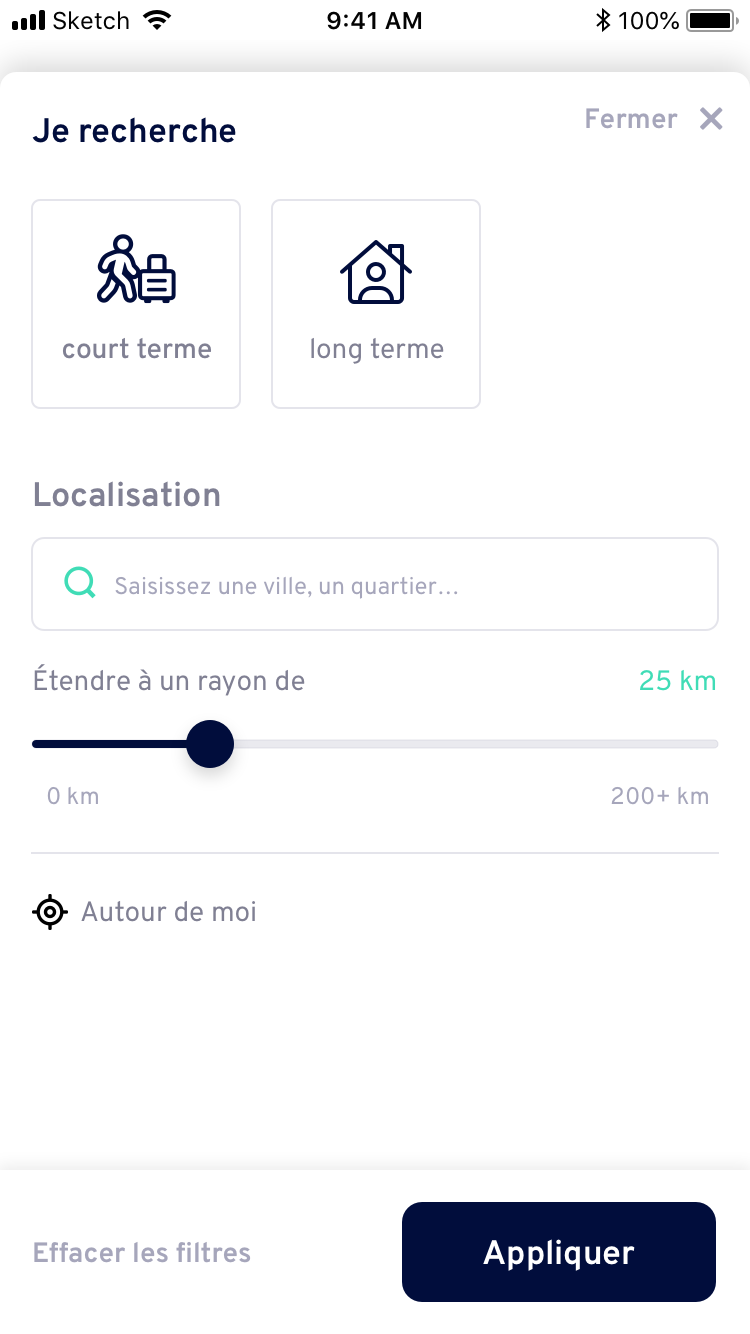 Sketch 9:41 AM 100%
Je recherche Fermer
court terme long terme
Localisation
Saisissez une ville, un quartier...
Étendre à un rayon de 25 km
0 km 200+ km
Autour de moi
Effacer les filtres Appliquer